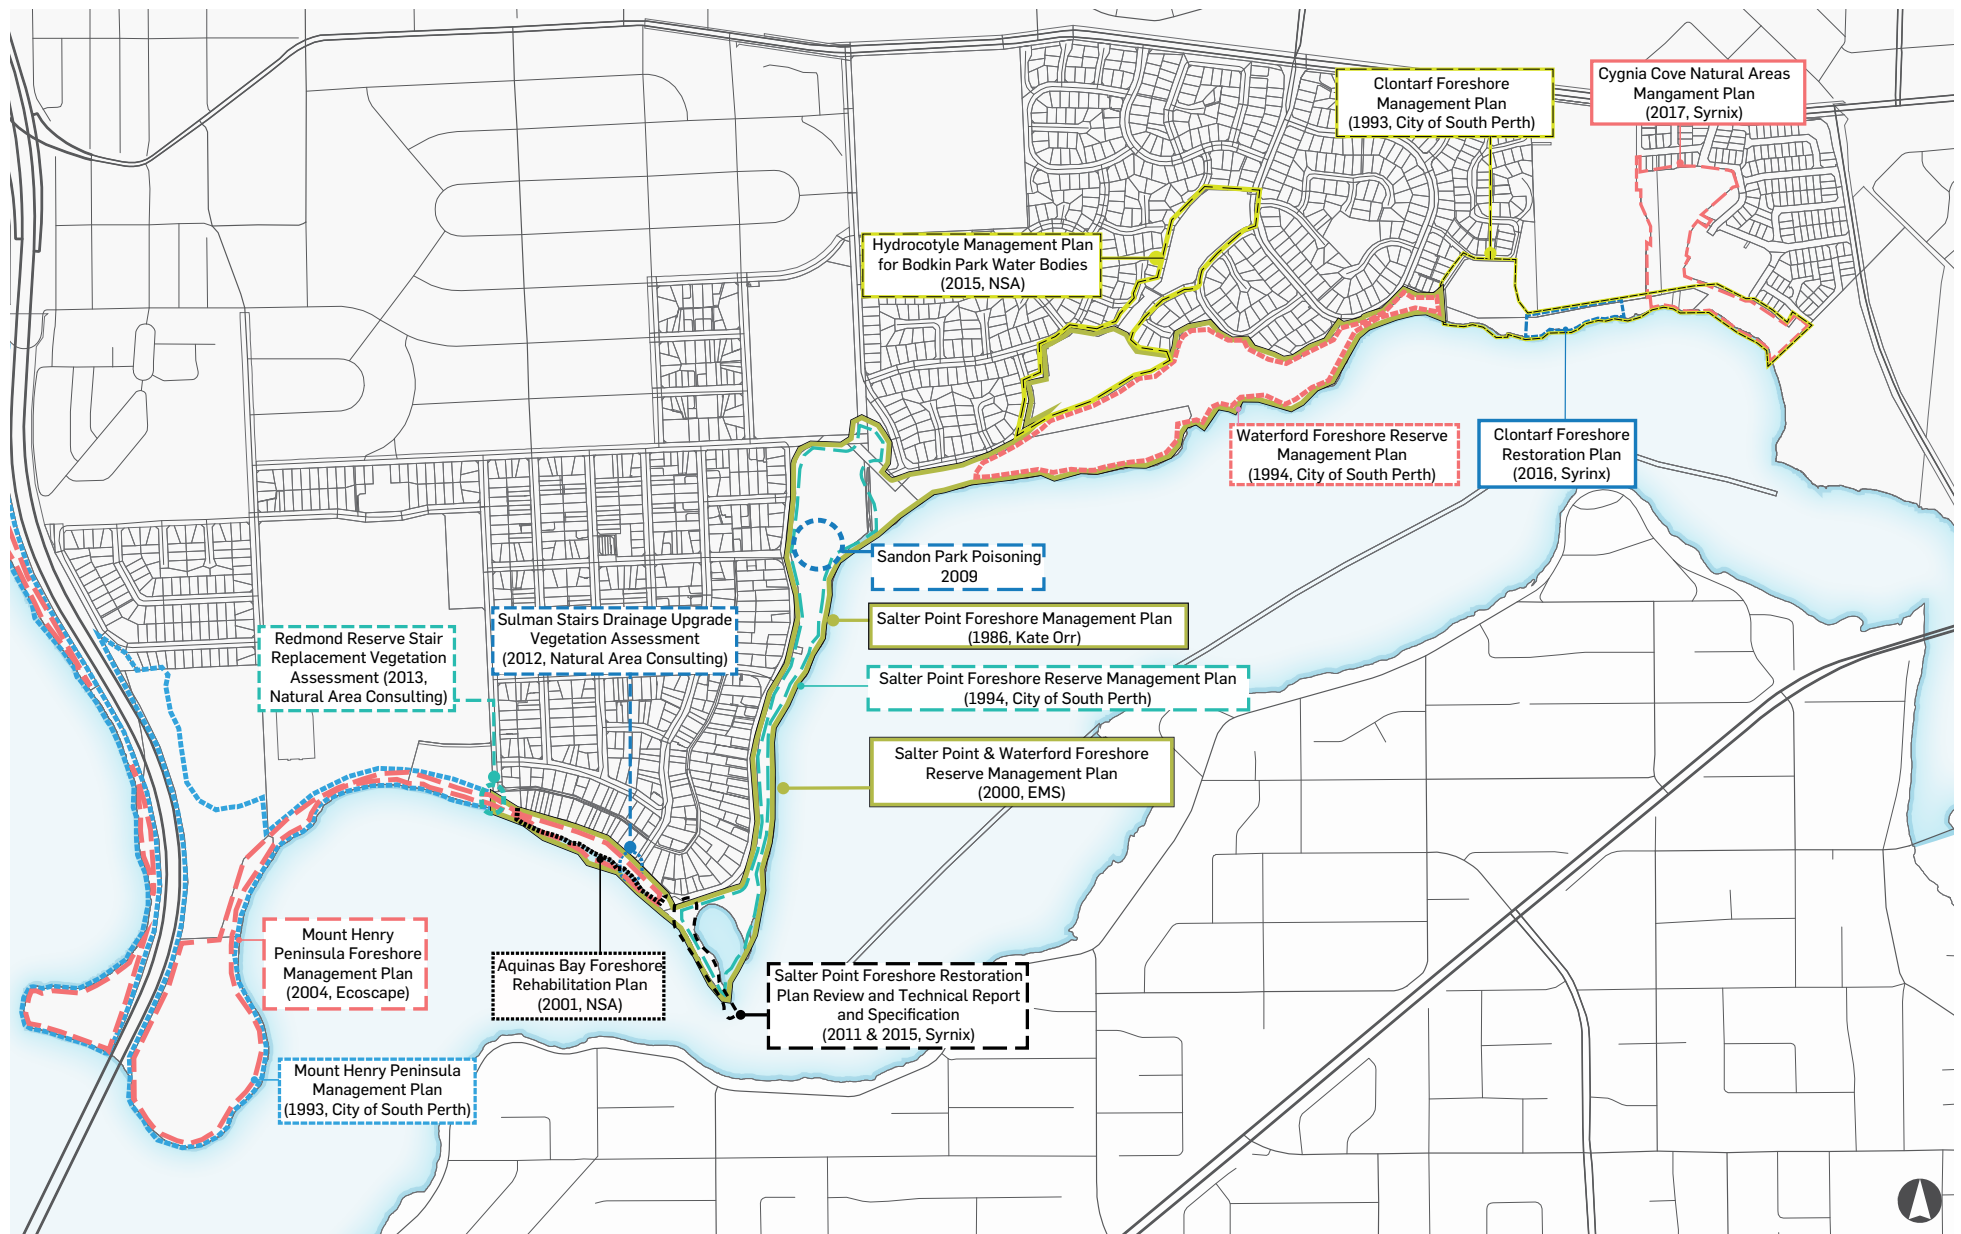 Clontarf Foreshore
Management Plan
(1993, City of South Perth)
Cygnia Cove Natural Areas
Mangament Plan
(2017, Syrnix)
Hydrocotyle Management Plan
for Bodkin Park Water Bodies
(2015, NSA)
Waterford Foreshore Reserve
Management Plan
(1994, City of South Perth)
Clontarf Foreshore
Restoration Plan
(2016, Syrinx)
Sandon Park Poisoning
2009
Salter Point Foreshore Management Plan
(1986, Kate Orr)
Sulman Stairs Drainage Upgrade
Vegetation Assessment
(2012, Natural Area Consulting)
Redmond Reserve Stair
Replacement Vegetation
Assessment (2013,
Natural Area Consulting)
Salter Point Foreshore Reserve Management Plan
(1994, City of South Perth)
Salter Point & Waterford Foreshore
Reserve Management Plan
(2000, EMS)
Mount Henry
Peninsula Foreshore
Management Plan
(2004, Ecoscape)
Aquinas Bay Foreshore
Rehabilitation Plan
(2001, NSA)
Salter Point Foreshore Restoration
Plan Review and Technical Report
and Specification
(2011 & 2015, Syrnix)
Mount Henry Peninsula
Management Plan
(1993, City of South Perth)